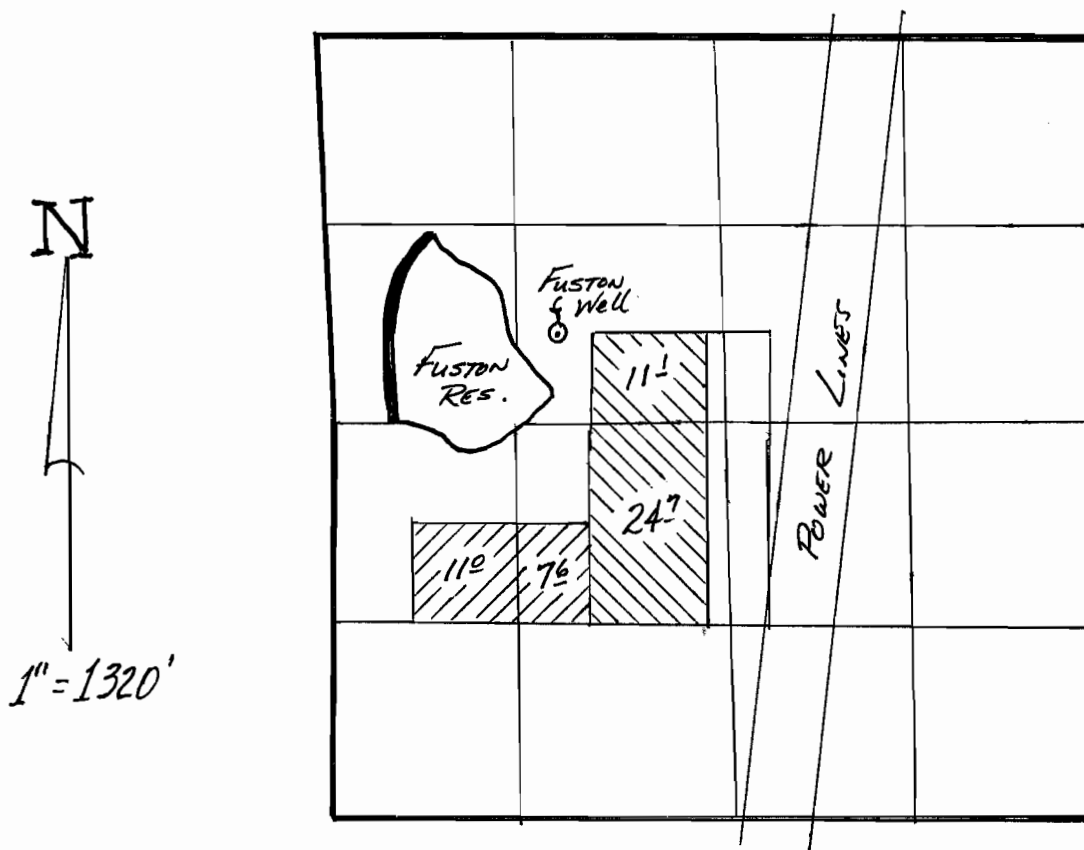 N
1" = 1320'
FUSTON
& Well
FUSTON
RES.
11 1
24 7
11 0
7 6
POWER LINES